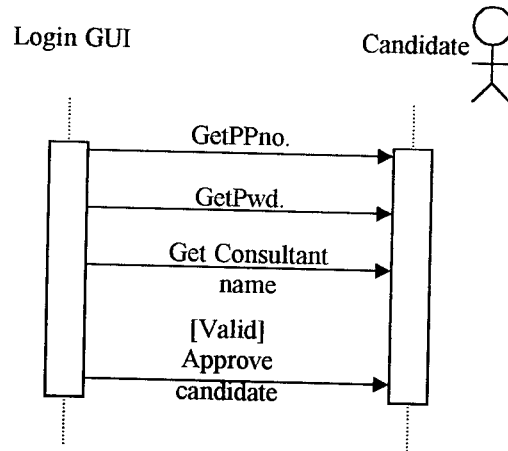 Login GUI
Candidate
GetPPno.
GetPwd.
Get Consultant
name
[Valid]
Approve
candidate